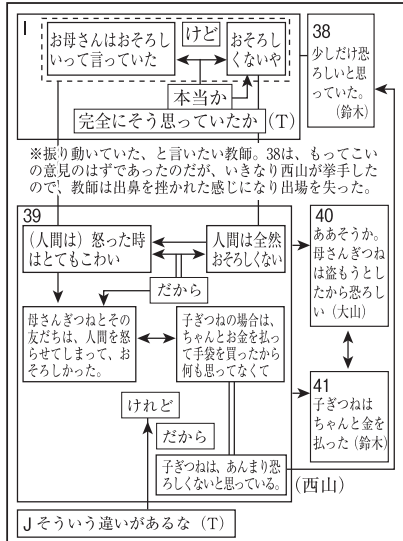 I
お母さんはおそろし
いって言っていた
けど
おそろし
くないや
本当か
完全にそう思っていたか (T)
38
少しだけ恐
ろしいと思
っていた。
(鈴木)
※振り動いていた、と言いたい教師。38は、もってこい
の意見のはずであったのだが、いきなり西山が挙手した
ので、教師は出鼻を挫かれた感じになり出場を失った。
39
(人間は) 怒った時
はとてもこわい
人間は全然
おそろしくない
だから
母さんぎつねとその
友だちは、人間を怒
らせてしまって、お
そろしかった。
子ぎつねの場合は、
ちゃんとお金を払っ
て手袋を買ったから
何も思ってなくて
けれど
だから
子ぎつねは、あんまり恐
ろしくないと思っている。
(西山)
40
ああそうか。
母さんぎつね
は盗もうとし
たから恐ろし
い (大山)
41
子ぎつねは
ちゃんと金を
払った (鈴木)
J そういう違いがあるな (T)